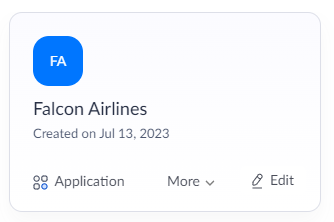 FA
Falcon Airlines
Created on Jul 13, 2023
Application More Edit